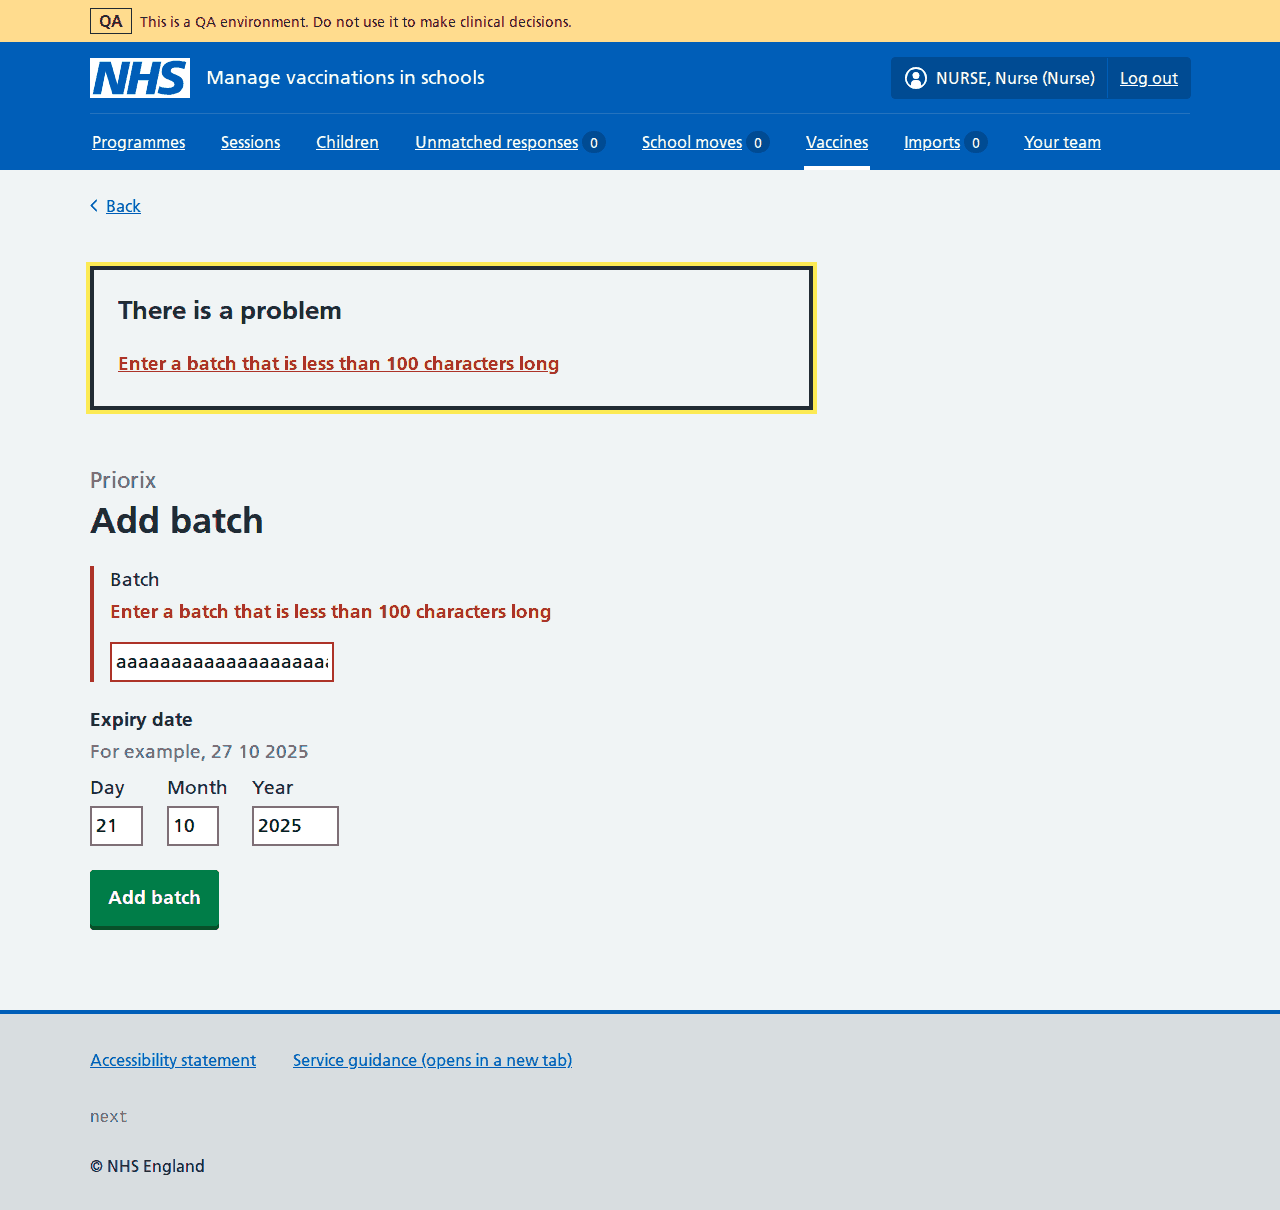 QA This is a QA environment. Do not use it to make clinical decisions.
NHS Manage vaccinations in schools NURSE, Nurse (Nurse) Log out
Programmes Sessions Children Unmatched responses 0 School moves 0 Vaccines Imports 0 Your team
Back
There is a problem
Enter a batch that is less than 100 characters long
Priorix
Add batch
Batch
Enter a batch that is less than 100 characters long
aaaaaaaaaaaaaaaaaaaa
Expiry date
For example, 27 10 2025
Day Month Year
21 10 2025
Add batch
Accessibility statement Service guidance (opens in a new tab)
next
© NHS England